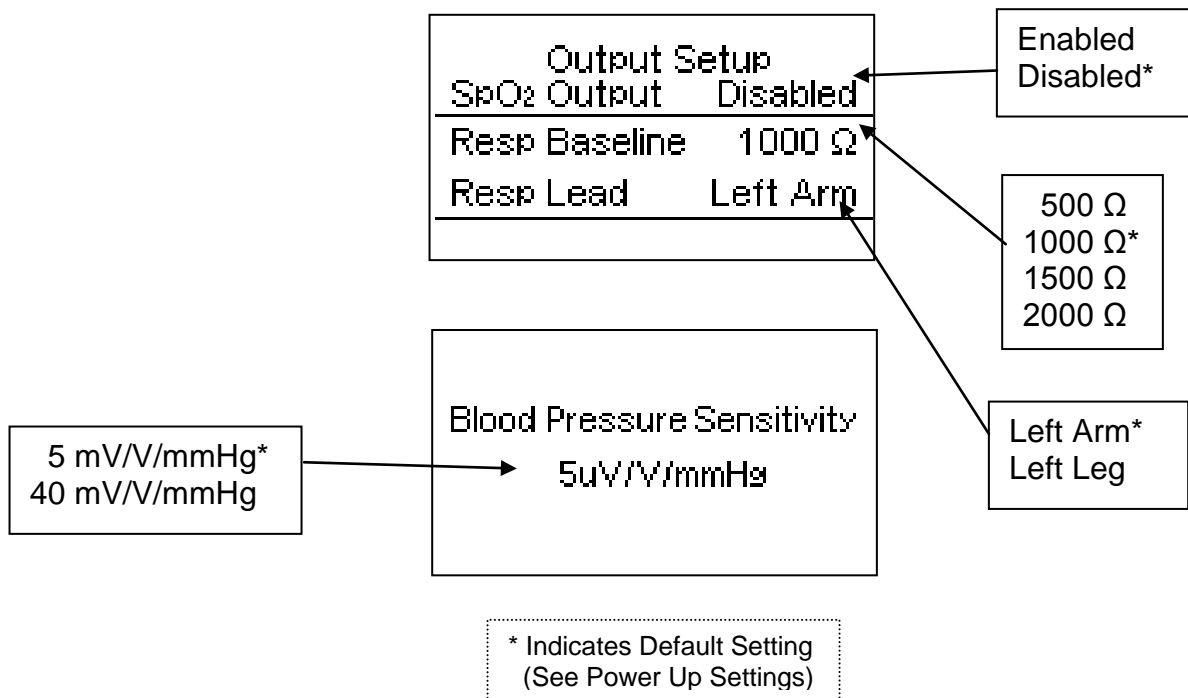 Output Setup
SpO₂ Output Disabled
Resp Baseline 1000 Ω
Resp Lead Left Arm
Enabled
Disabled*
500 Ω
1000 Ω*
1500 Ω
2000 Ω
Left Arm*
Left Leg
Blood Pressure Sensitivity
5uV/V/mmHg
5 mV/V/mmHg*
40 mV/V/mmHg
* Indicates Default Setting
(See Power Up Settings)